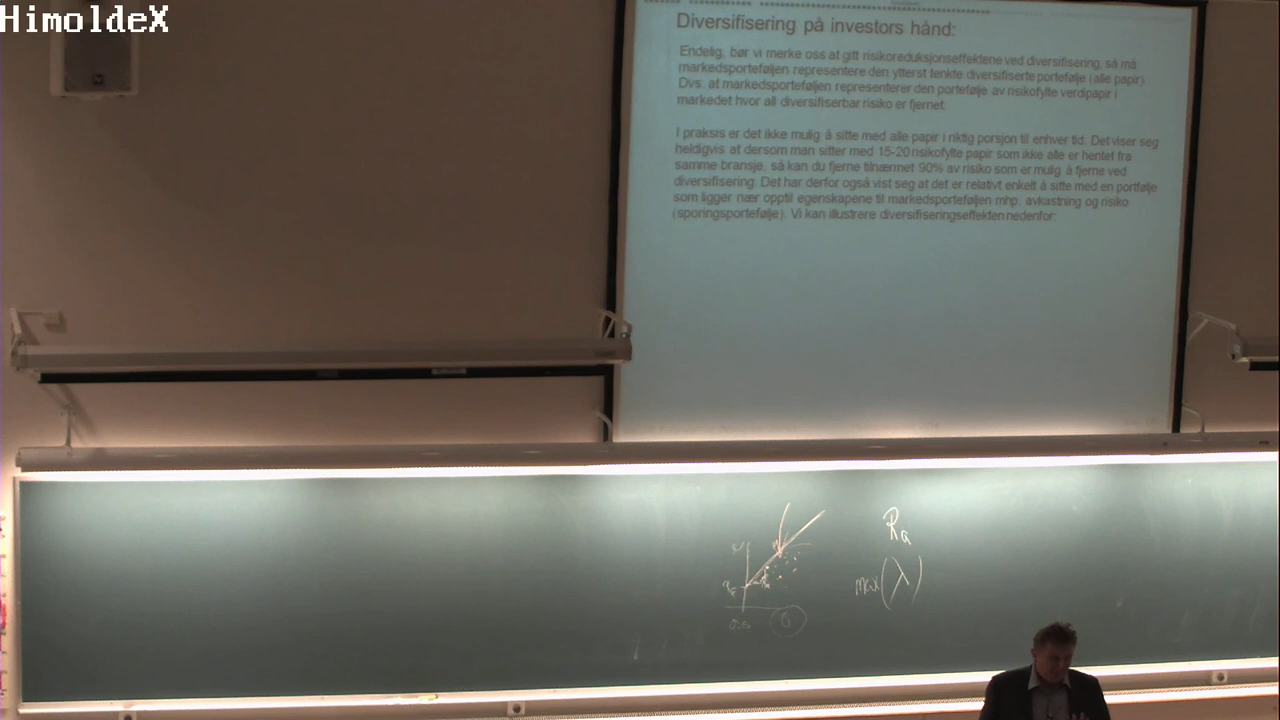 HimoldeX
Diversifisering på investors hånd:
Endelig, bør vi merke oss at gitt risikoreduksjonseffektene ved diversifisering, så må
markedsporteføljen representere den ytterst tenkte diversifiserte portefølje (alle papir).
Dvs: at markedsporteføljen representerer den portefølje av risikofylte verdipapir i
markedet hvor all diversifiserbar risiko er fjernet.
I praksis er det ikke mulig å sitte med alle papir i riktig porsjon til enhver tid. Det viser seg
heldigvis at dersom man sitter med 15-20 risikofylte papir som ikke alle er hentet fra
samme bransje, så kan du fjerne tilnærmet 90% av risiko som er mulig å fjerne ved
diversifisering. Det har derfor også vist seg at det er relativt enkelt å sitte med en portfølje
som ligger nær opptil egenskapene til markedsporteføljen mhp. avkastning og risiko
(sporingsportefølje). Vi kan illustrere diversifiseringseffekten nedenfor:
Ra
max(λ)